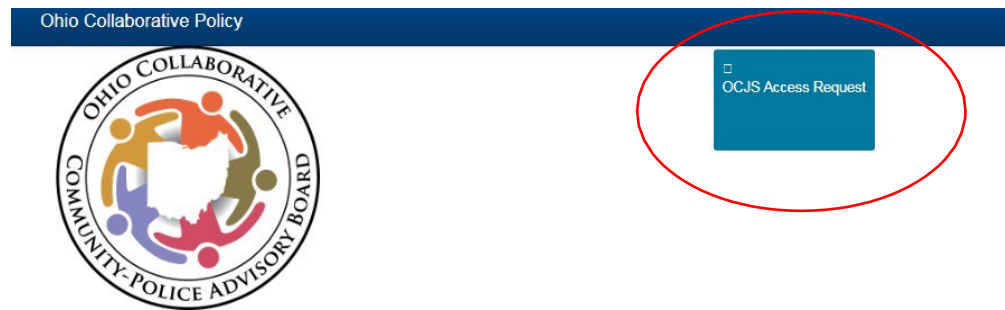 Ohio Collaborative Policy
OHIO COLLABORATIVE
COMMUNITY-POLICE ADVISORY BOARD
OCJS Access Request